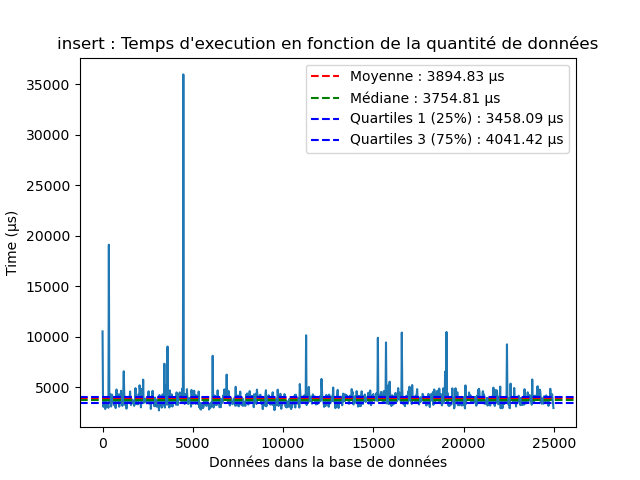 insert : Temps d'execution en fonction de la quantité de données
35000
30000
25000
20000
15000
10000
5000
Time (µs)
Moyenne : 3894.83 µs
Médiane : 3754.81 µs
Quartiles 1 (25%) : 3458.09 µs
Quartiles 3 (75%) : 4041.42 µs
0 5000 10000 15000 20000 25000
Données dans la base de données